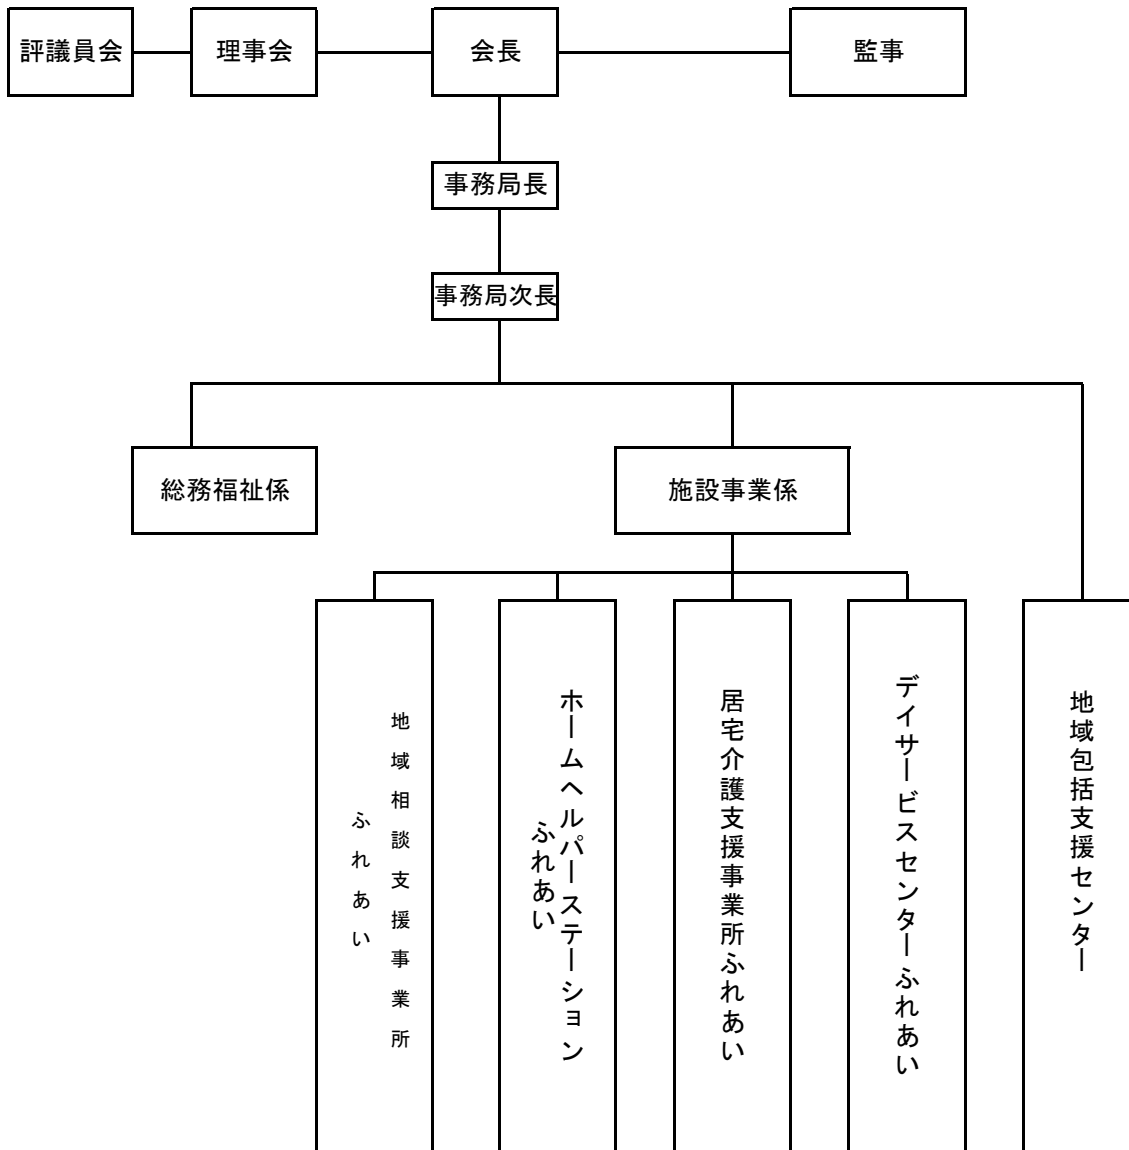 評議員会
理事会
会長
監事
事務局長
事務局次長
総務福祉係
施設事業係
地域相談支援事業所
ふれあい
ホームヘルパーステーション
ふれあい
居宅介護支援事業所ふれあい
デイサービスセンターふれあい
地域包括支援センター